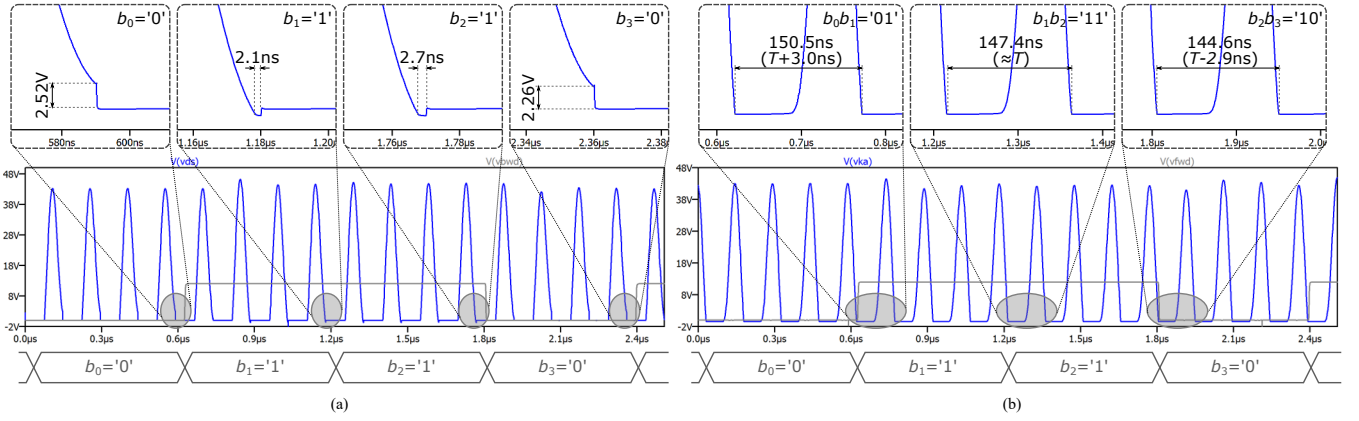 b₀='0'
b₁='1'
b₂='1'
b₃='0'
2.52V
2.1ns
2.7ns
2.26V
580ns 600ns
1.16µs 1.18µs 1.20µs
1.76µs 1.78µs
2.34µs 2.36µs 2.38µs
V(vds) V(vbwd)
48V
38V
28V
18V
8V
-2V
0.0µs 0.3µs 0.6µs 0.9µs 1.2µs 1.5µs 1.8µs 2.1µs 2.4µs
b₀='0' b₁='1' b₂='1' b₃='0'
(a)
b₀b₁='01'
b₁b₂='11'
b₂b₃='10'
150.5ns
(T+3.0ns)
147.4ns
(≈T)
144.6ns
(T-2.9ns)
0.6µs 0.7µs 0.8µs
1.2µs 1.3µs 1.4µs
1.8µs 1.9µs 2.0µs
V(vka) V(vfwd)
48V
38V
28V
18V
8V
-2V
0.0µs 0.3µs 0.6µs 0.9µs 1.2µs 1.5µs 1.8µs 2.1µs 2.4µs
b₀='0' b₁='1' b₂='1' b₃='0'
(b)